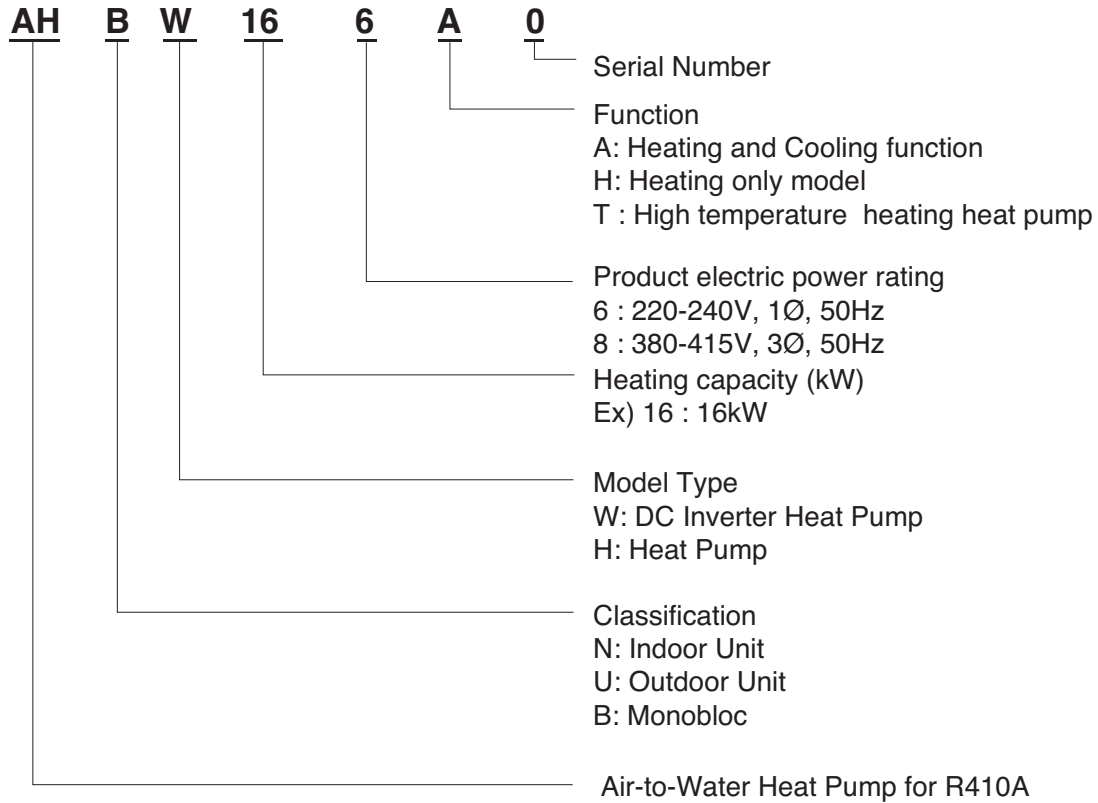 AH B W 16 6 A 0
Serial Number
Function
A: Heating and Cooling function
H: Heating only model
T : High temperature heating heat pump
Product electric power rating
6 : 220-240V, 1Ø, 50Hz
8 : 380-415V, 3Ø, 50Hz
Heating capacity (kW)
Ex) 16 : 16kW
Model Type
W: DC Inverter Heat Pump
H: Heat Pump
Classification
N: Indoor Unit
U: Outdoor Unit
B: Monobloc
Air-to-Water Heat Pump for R410A